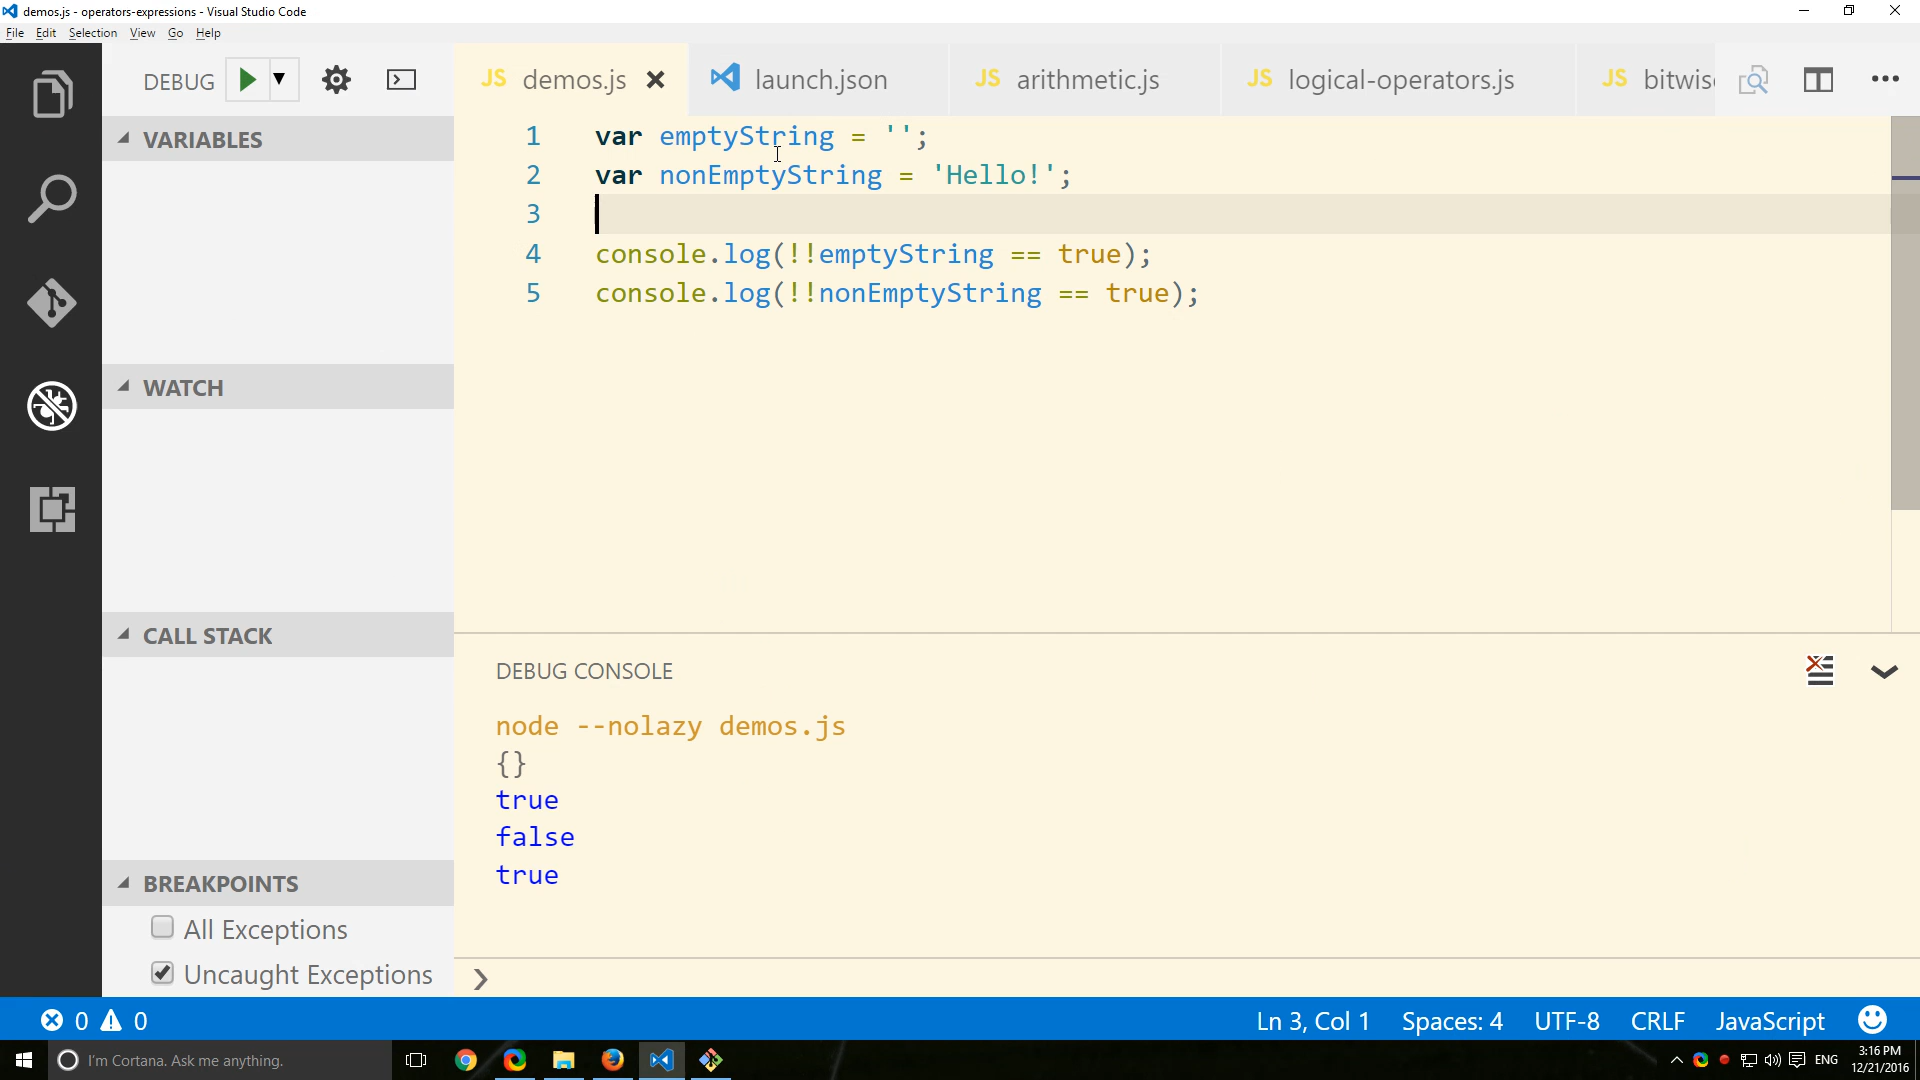 demos.js - operators-expressions - Visual Studio Code
File Edit Selection View Go Help
DEBUG
JS demos.js launch.json JS arithmetic.js JS logical-operators.js JS bitwis
VARIABLES
WATCH
CALL STACK
BREAKPOINTS
All Exceptions
Uncaught Exceptions
1 var emptyString = '';
2 var nonEmptyString = 'Hello!';
3
4 console.log(!!emptyString == true);
5 console.log(!!nonEmptyString == true);
DEBUG CONSOLE
node --nolazy demos.js
{}
true
false
true
0 0 Ln 3, Col 1 Spaces: 4 UTF-8 CRLF JavaScript
I'm Cortana. Ask me anything.
ENG
3:16 PM
12/21/2016